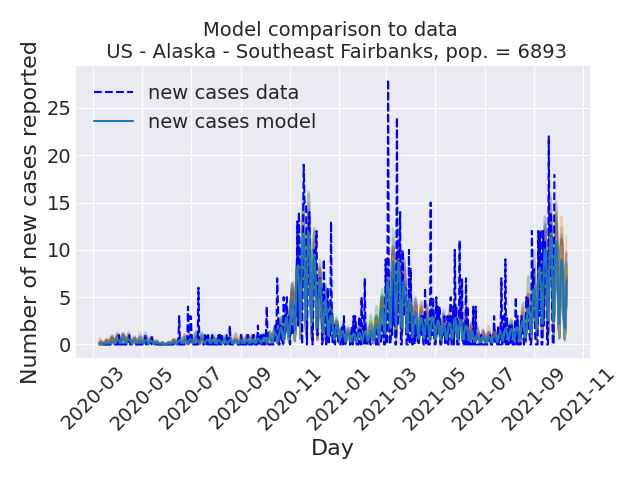 Model comparison to data
US - Alaska - Southeast Fairbanks, pop. = 6893
Number of new cases reported
new cases data
new cases model
25
20
15
10
5
0
2020-03
2020-05
2020-07
2020-09
2020-11
2021-01
2021-03
2021-05
2021-07
2021-09
2021-11
Day